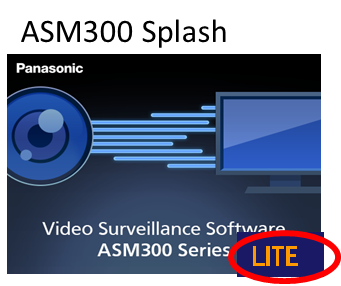 ASM300 Splash
Panasonic
Video Surveillance Software
ASM300 Series
LITE